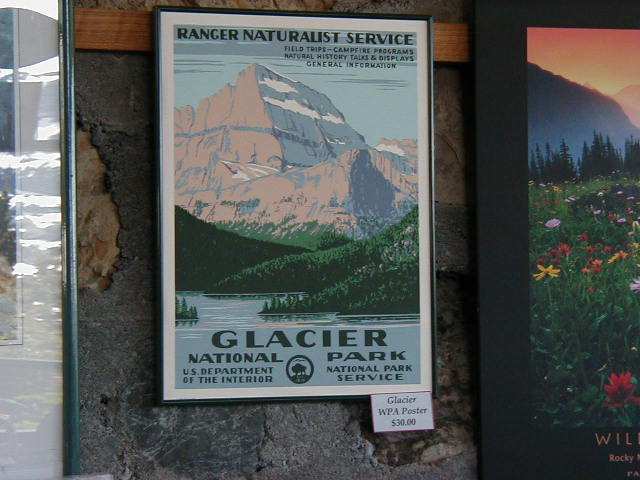 RANGER NATURALIST SERVICE
FIELD TRIPS—CAMPFIRE PROGRAMS
NATURAL HISTORY TALKS & DISPLAYS
GENERAL INFORMATION
GLACIER
NATIONAL PARK
U.S. DEPARTMENT
OF THE INTERIOR
NATIONAL PARK
SERVICE
Glacier
WPA Poster
$30.00
Rocky